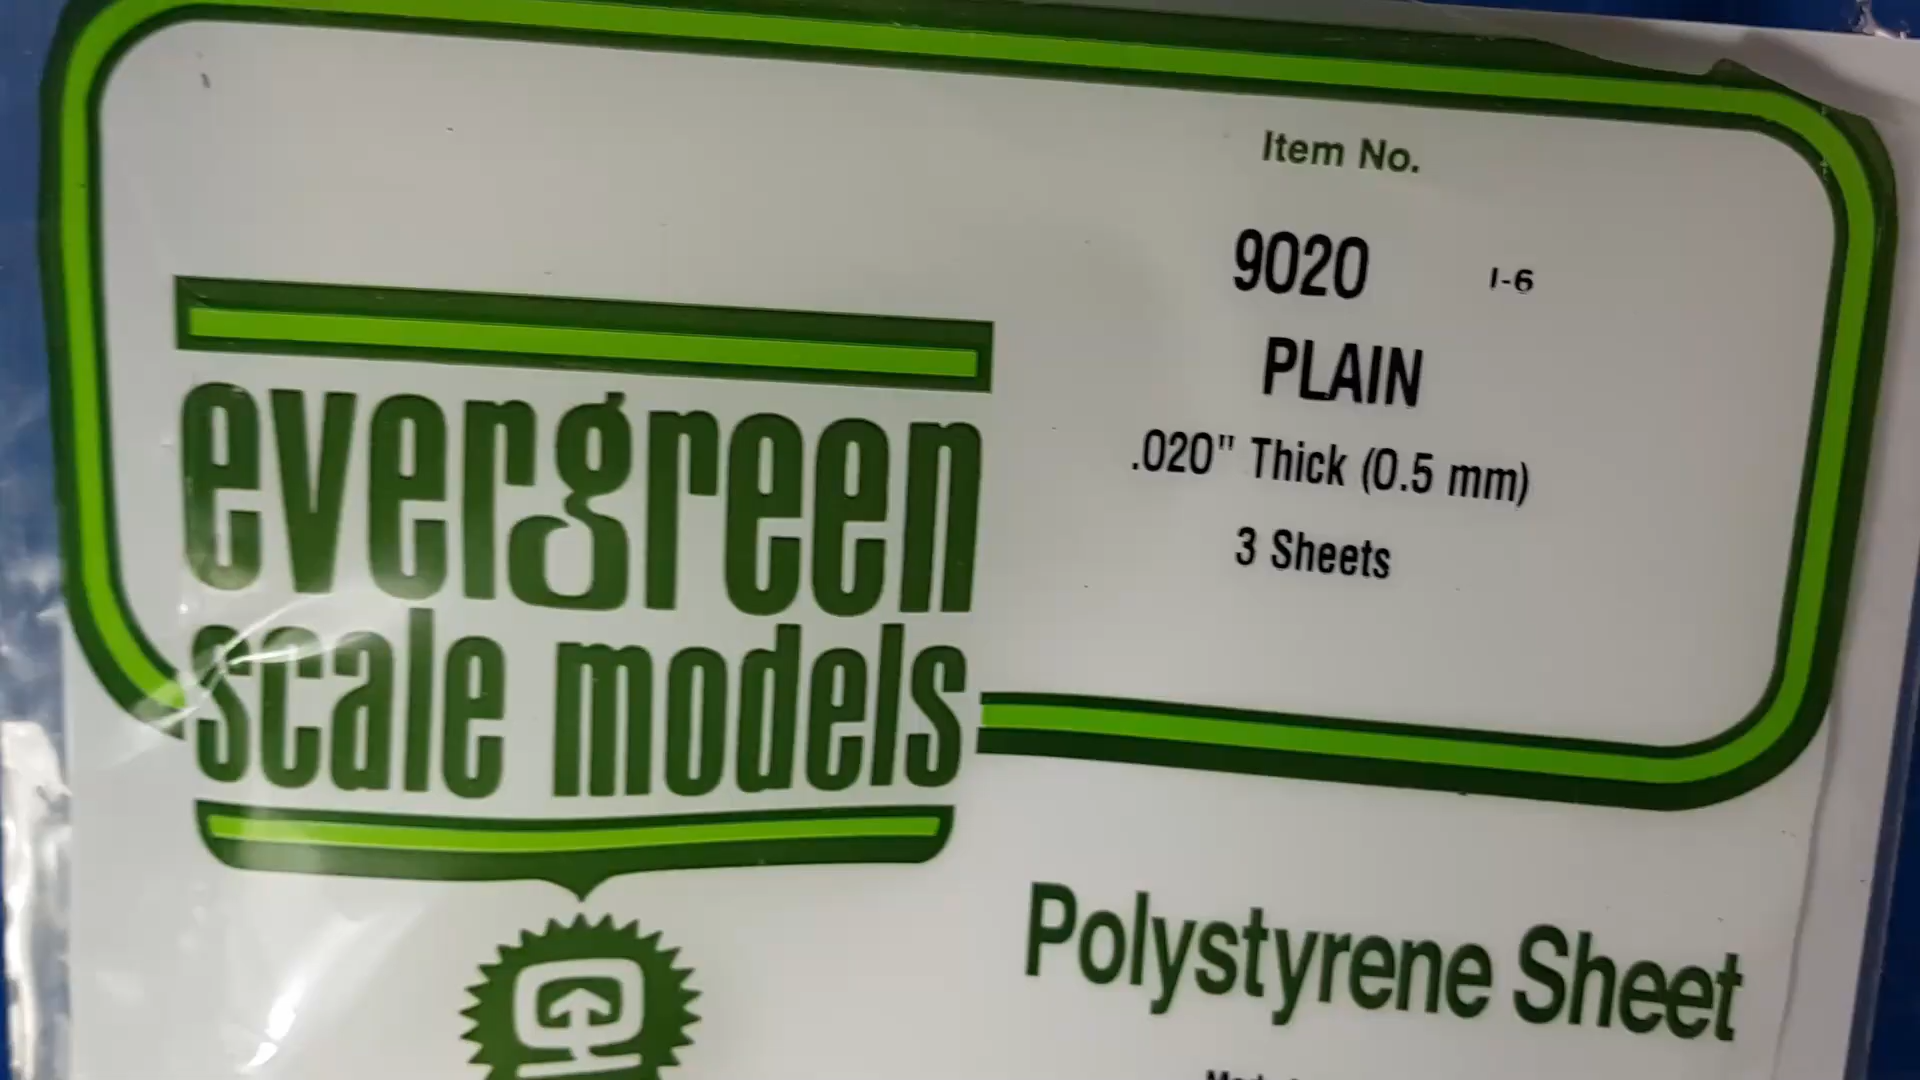 Item No.
9020 I-6
PLAIN
.020" Thick (0.5 mm)
3 Sheets
evergreen
scale models
Polystyrene Sheet